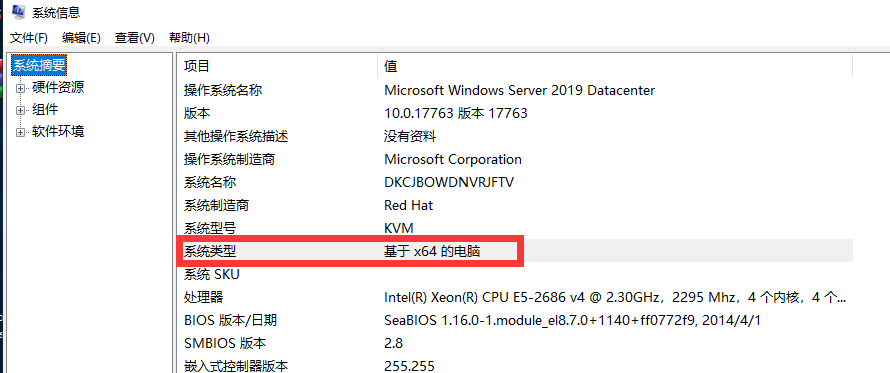 系统信息
文件(F) 编辑(E) 查看(V) 帮助(H)
系统摘要
硬件资源
组件
软件环境
项目 值
操作系统名称 Microsoft Windows Server 2019 Datacenter
版本 10.0.17763 版本 17763
其他操作系统描述 没有资料
操作系统制造商 Microsoft Corporation
系统名称 DKCJBOWDNVRJFTV
系统制造商 Red Hat
系统型号 KVM
系统类型 基于 x64 的电脑
系统 SKU
处理器 Intel(R) Xeon(R) CPU E5-2686 v4 @ 2.30GHz，2295 Mhz，4 个内核，4 个...
BIOS 版本/日期 SeaBIOS 1.16.0-1.module_el8.7.0+1140+ff0772f9, 2014/4/1
SMBIOS 版本 2.8
嵌入式控制器版本 255.255